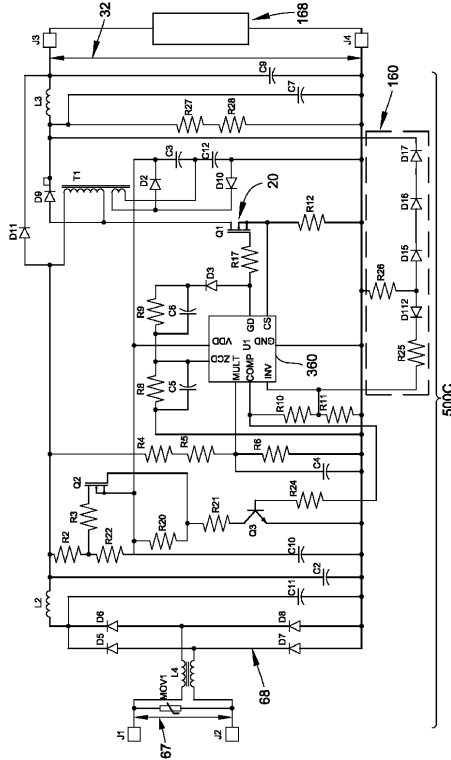 D11
L2
L3
J3
R2
R3
Q2
D9
T1
32
R22
R4
D5
D6
C3
J1
MOV1
R20
R5
R8
R9
C5
C6
D3
D2
C12
D10
168
67
L4
R21
ZCD
VDD
MULT
COMP
U1
GD
INV
GND
CS
R17
Q1
20
R27
R28
J2
68
D7
D8
C11
C2
C10
Q3
R24
C4
R6
R10
R11
360
R12
C7
C9
J4
R26
160
R25
D112
D15
D16
D17
500C